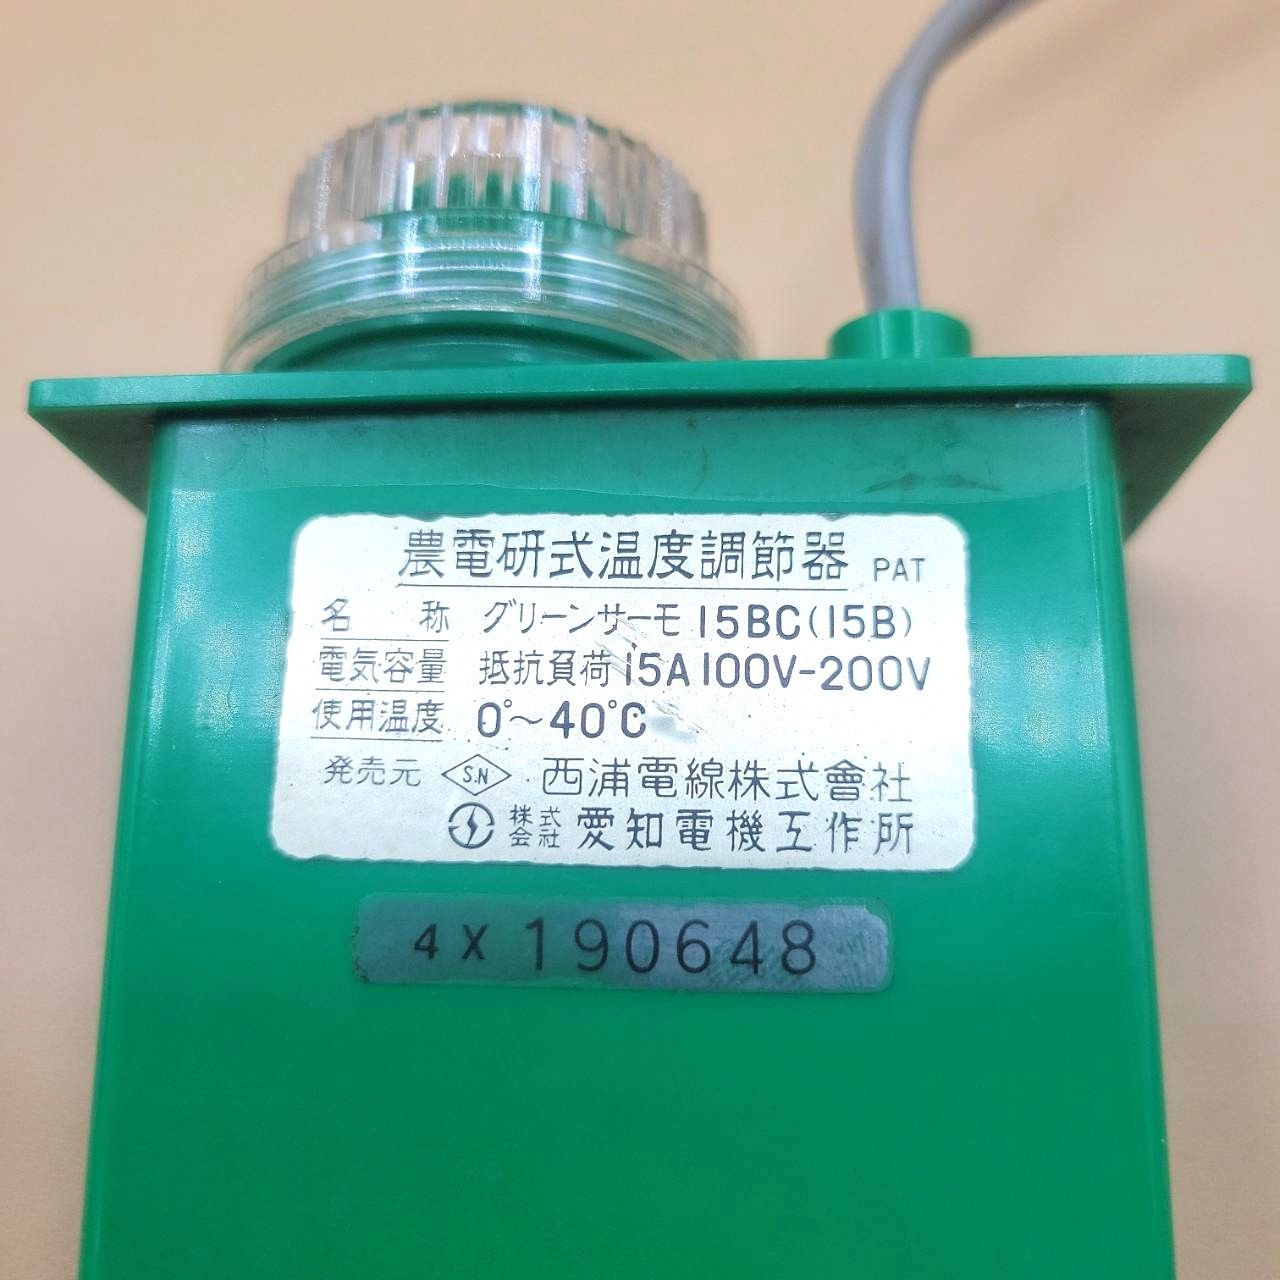 農電研式温度調節器 PAT
名 称 グリーンサーモ 15BC(15B)
電気容量 抵抗負荷 15A 100V-200V
使用温度 0°~40°C
発売元 S.N 西浦電線株式會社
株式会社 愛知電機工作所
4X 190648